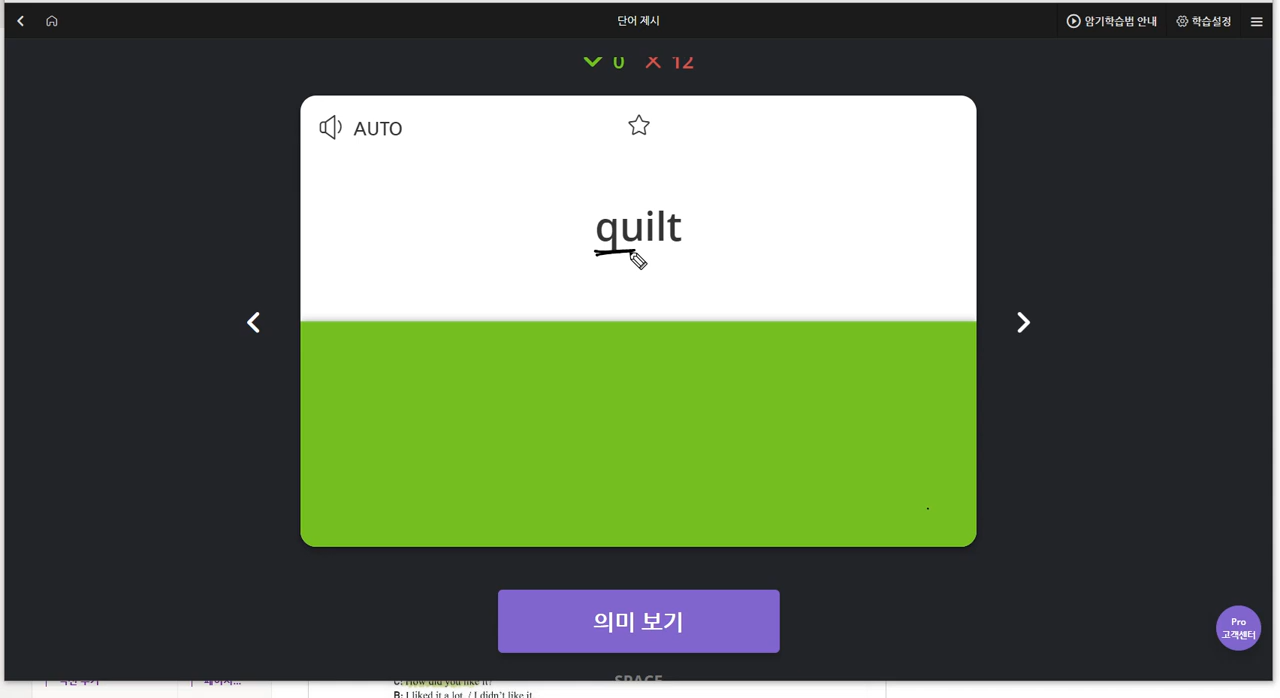 단어 제시
암기학습법 안내
학습설정
0
12
AUTO
quilt
의미 보기
Pro
고객센터
SPACE
C: How did you like it?
B: I liked it a lot. / I didn't like it.